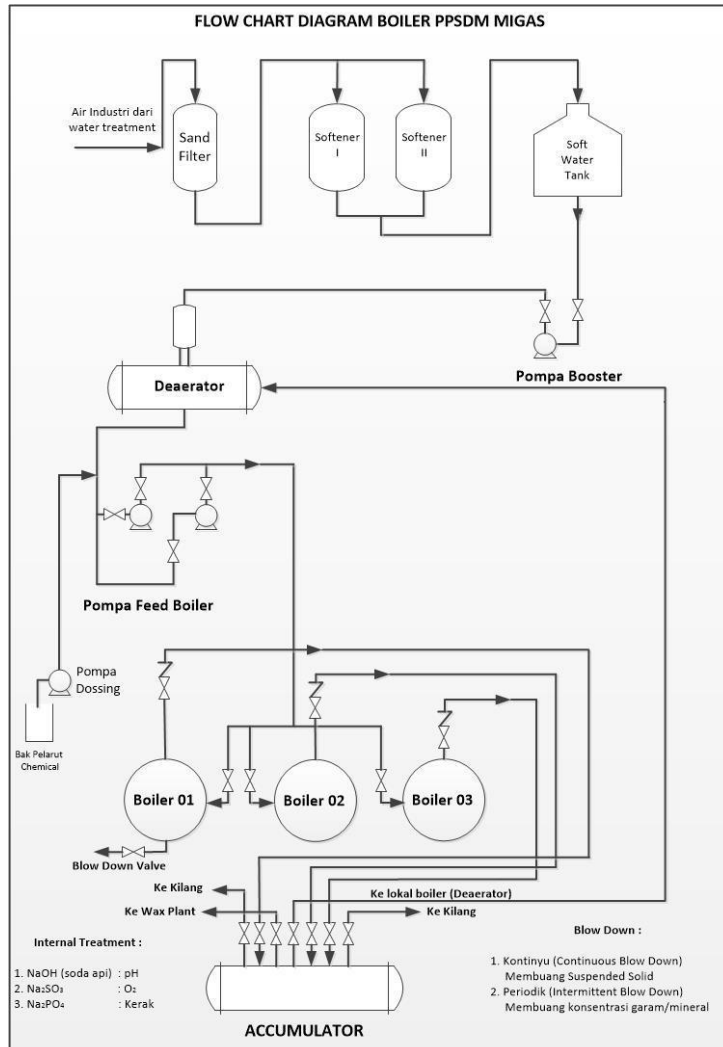 FLOW CHART DIAGRAM BOILER PPSDM MIGAS
Air Industri dari
water treatment
Sand
Filter
Softener
I
Softener
II
Soft
Water
Tank
Pompa Booster
Deaerator
Pompa Feed Boiler
Pompa
Dossing
Bak Pelarut
Chemical
Boiler 01
Boiler 02
Boiler 03
Blow Down Valve
Ke Kilang
Ke lokal boiler (Deaerator)
Ke Wax Plant
Ke Kilang
Internal Treatment :
1. NaOH (soda api) : pH
2. Na₂SO₃ : O₂
3. Na₂PO₄ : Kerak
Blow Down :
1. Kontinyu (Continuous Blow Down)
Membuang Suspended Solid
2. Periodik (Intermittent Blow Down)
Membuang konsentrasi garam/mineral
ACCUMULATOR